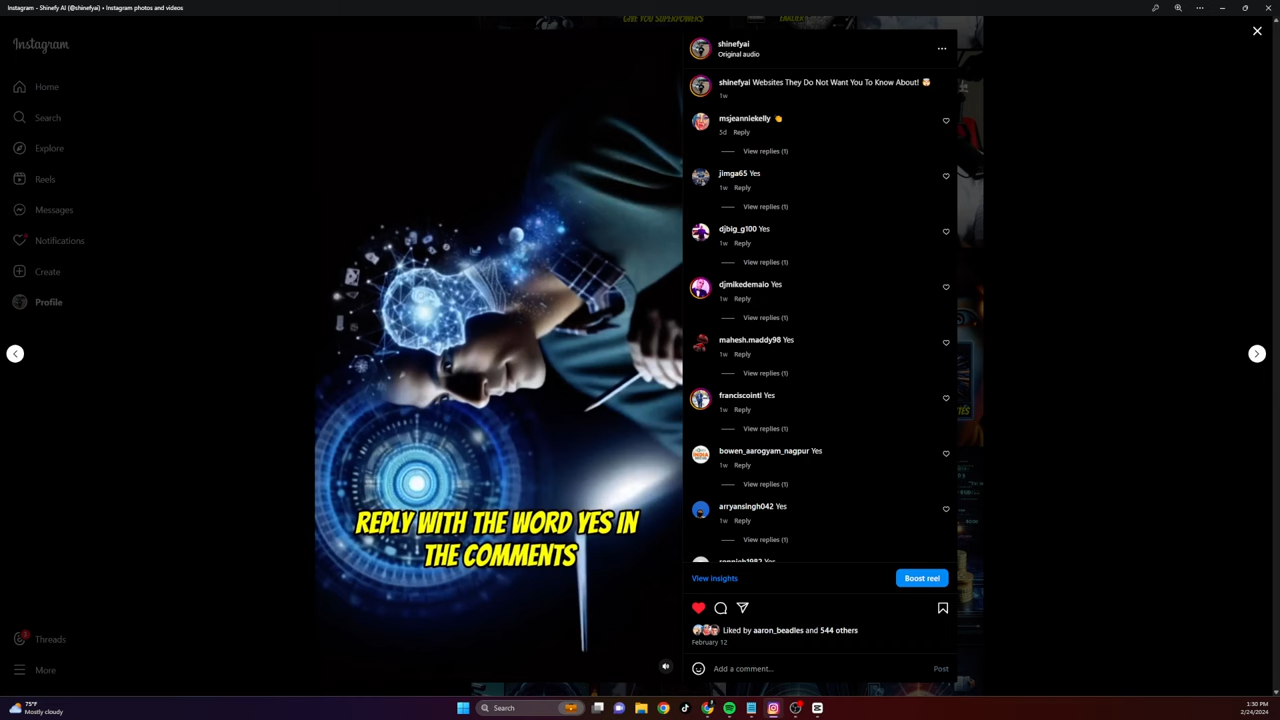 Instagram - Shinefy AI (@shinefyai) • Instagram photos and videos
GIVE YOU SUPERPOWERS
Instagram
Home
Search
Explore
Reels
Messages
Notifications
Create
Profile
Threads
More
REPLY WITH THE WORD YES IN
THE COMMENTS
shinefyai
Original audio
shinefyai Websites They Do Not Want You To Know About! 🤯
1w
msjeanniekelly 👏
5d Reply
View replies (1)
jimga65 Yes
1w Reply
View replies (1)
djbig_g100 Yes
1w Reply
View replies (1)
djmikedemaio Yes
1w Reply
View replies (1)
mahesh.maddy98 Yes
1w Reply
View replies (1)
franciscointl Yes
1w Reply
View replies (1)
bowen_aarogyam_nagpur Yes
1w Reply
View replies (1)
arryansingh042 Yes
1w Reply
View replies (1)
View insights
Boost reel
Liked by aaron_beadles and 544 others
February 12
Add a comment...
Post
75°F
Mostly cloudy
Search
1:30 PM
2/24/2024